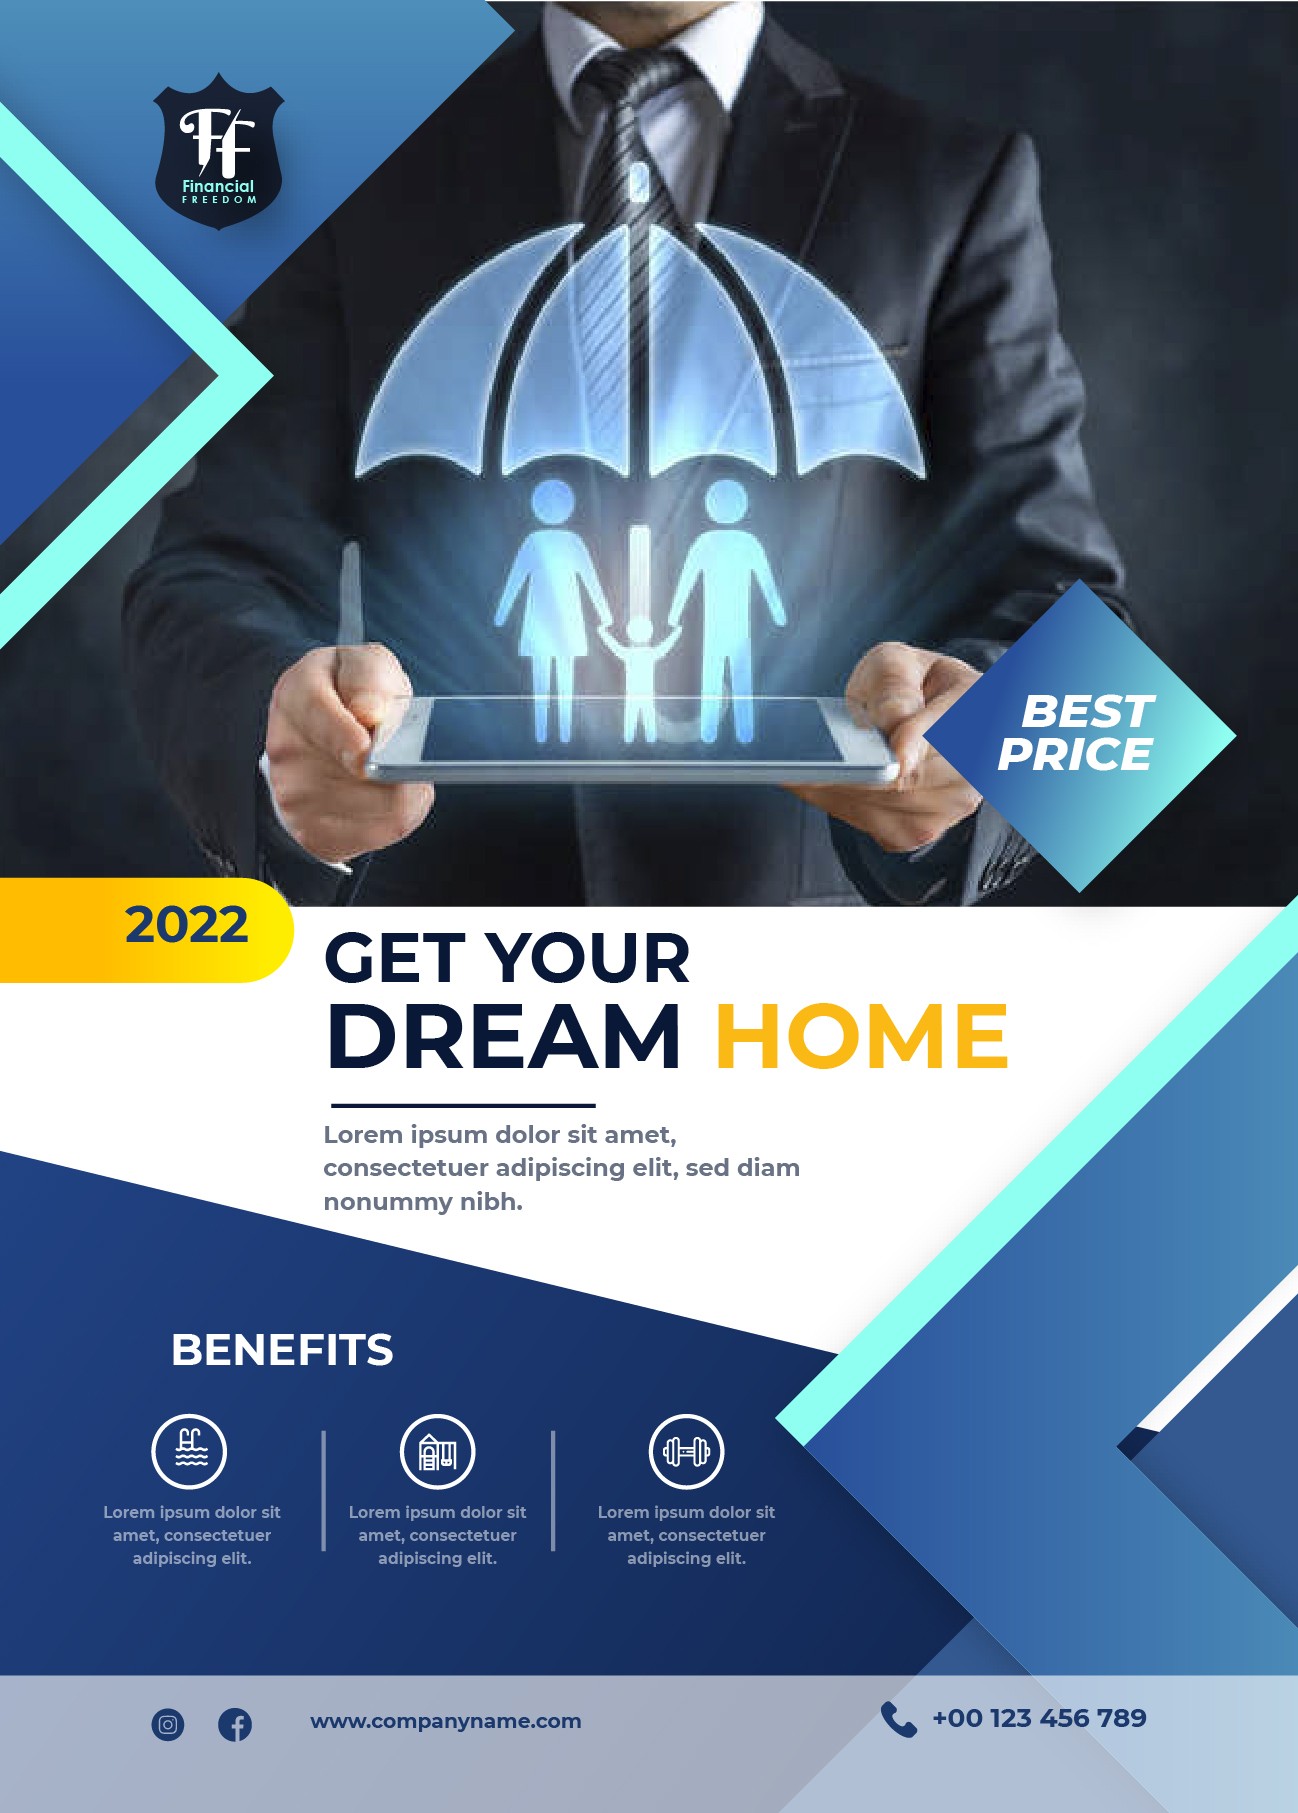 FF
Financial
FREEDOM
BEST
PRICE
2022
GET YOUR
DREAM HOME
Lorem ipsum dolor sit amet,
consectetuer adipiscing elit, sed diam
nonummy nibh.
BENEFITS
Lorem ipsum dolor sit
amet, consectetuer
adipiscing elit.
Lorem ipsum dolor sit
amet, consectetuer
adipiscing elit.
Lorem ipsum dolor sit
amet, consectetuer
adipiscing elit.
www.companyname.com
+00 123 456 789